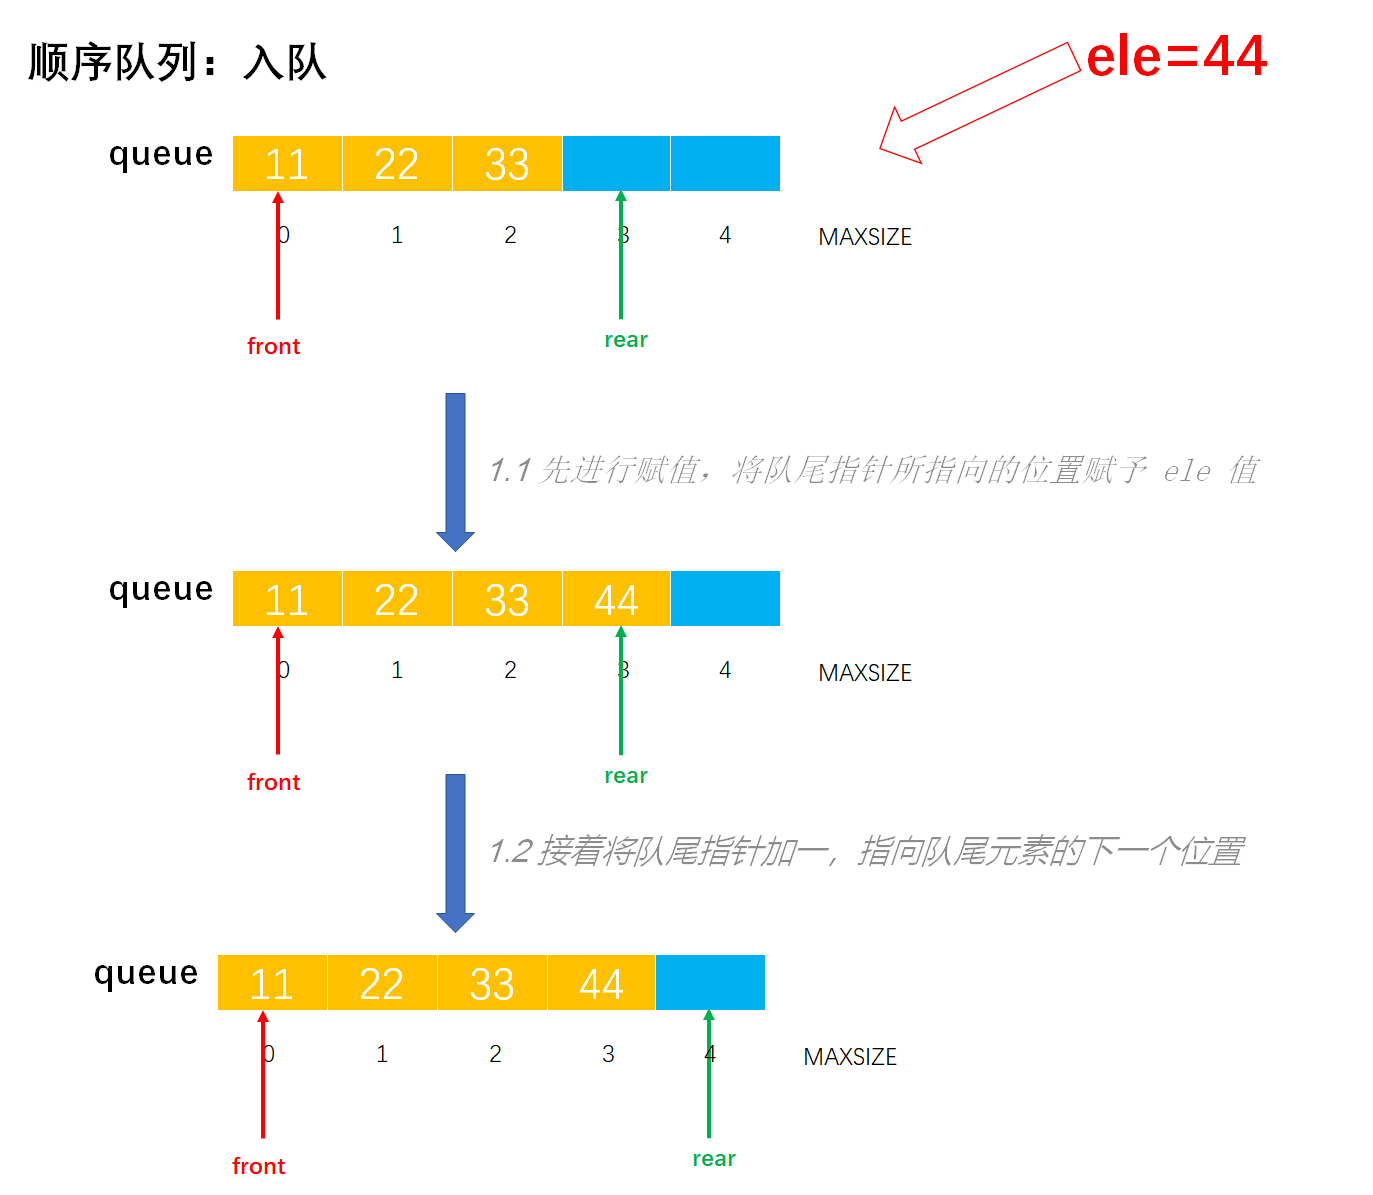 顺序队列：入队
ele=44
queue 11 22 33
0 1 2 3 4 MAXSIZE
front rear
1.1 先进行赋值，将队尾指针所指向的位置赋予 ele 值
queue 11 22 33 44
0 1 2 3 4 MAXSIZE
front rear
1.2 接着将队尾指针加一，指向队尾元素的下一个位置
queue 11 22 33 44
0 1 2 3 4 MAXSIZE
front rear